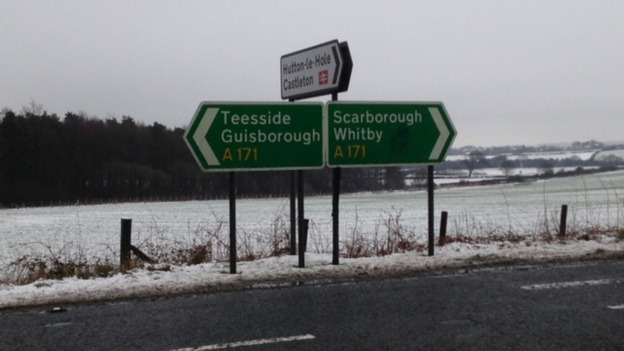 Hutton-le-Hole
Castleton
Teesside
Guisborough
A 171
Scarborough
Whitby
A 171